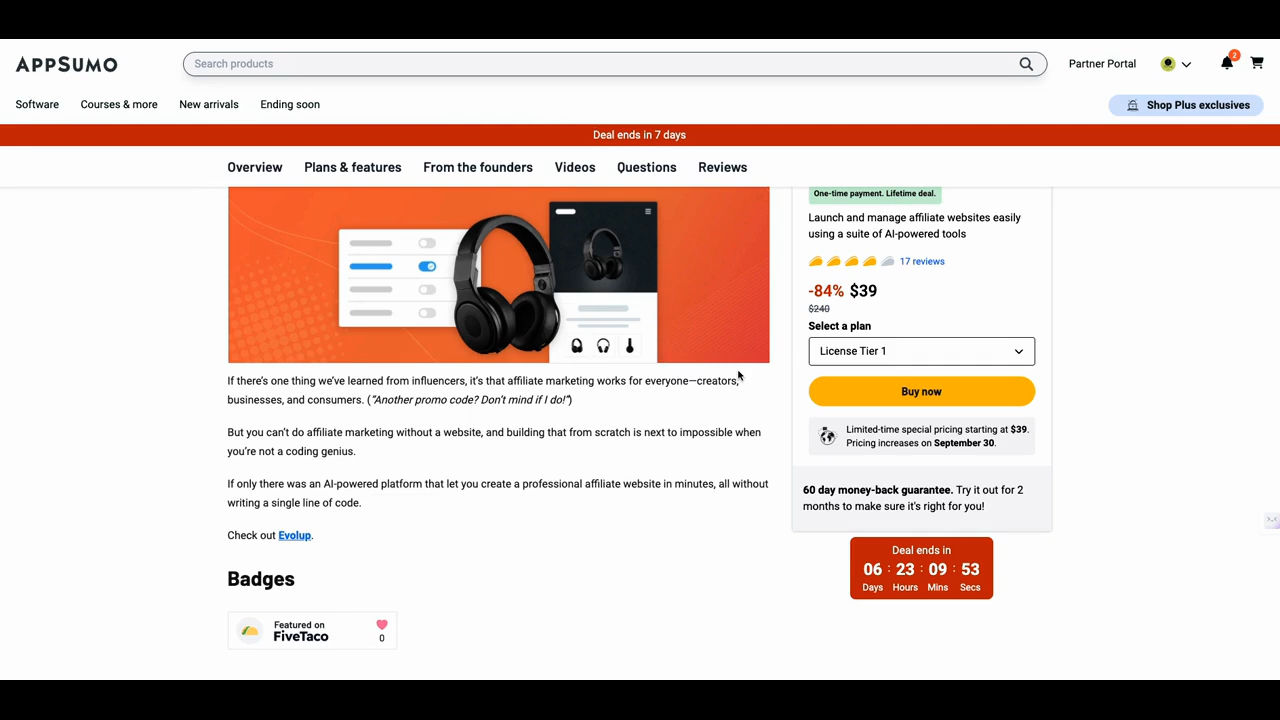 APPSUMO
Search products
Partner Portal
2
Software
Courses & more
New arrivals
Ending soon
Shop Plus exclusives
Deal ends in 7 days
Overview
Plans & features
From the founders
Videos
Questions
Reviews
One-time payment. Lifetime deal.
Launch and manage affiliate websites easily
using a suite of AI-powered tools
17 reviews
-84% $39
$240
Select a plan
License Tier 1
Buy now
Limited-time special pricing starting at $39.
Pricing increases on September 30.
60 day money-back guarantee. Try it out for 2
months to make sure it's right for you!
Deal ends in
06 : 23 : 09 : 53
Days Hours Mins Secs
If there's one thing we've learned from influencers, it's that affiliate marketing works for everyone—creators,
businesses, and consumers. ("Another promo code? Don't mind if I do!")
But you can't do affiliate marketing without a website, and building that from scratch is next to impossible when
you're not a coding genius.
If only there was an AI-powered platform that let you create a professional affiliate website in minutes, all without
writing a single line of code.
Check out Evolup.
Badges
Featured on
FiveTaco
0